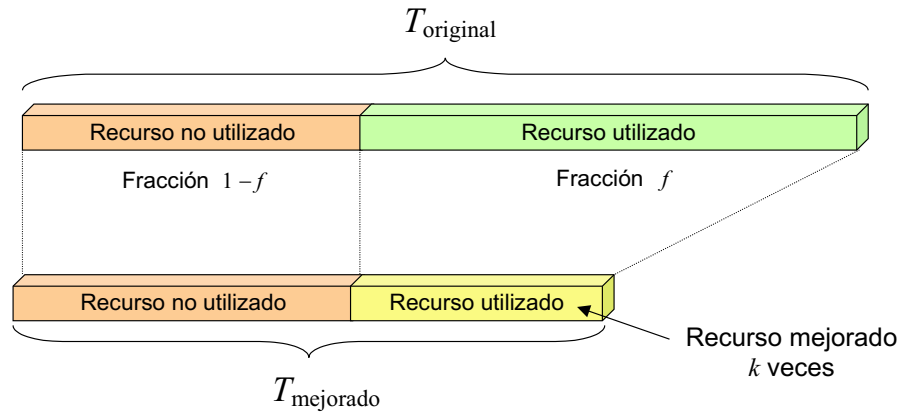 T original
Recurso no utilizado
Recurso utilizado
Fracción 1 – f
Fracción f
Recurso no utilizado
Recurso utilizado
Recurso mejorado
k veces
T mejorado